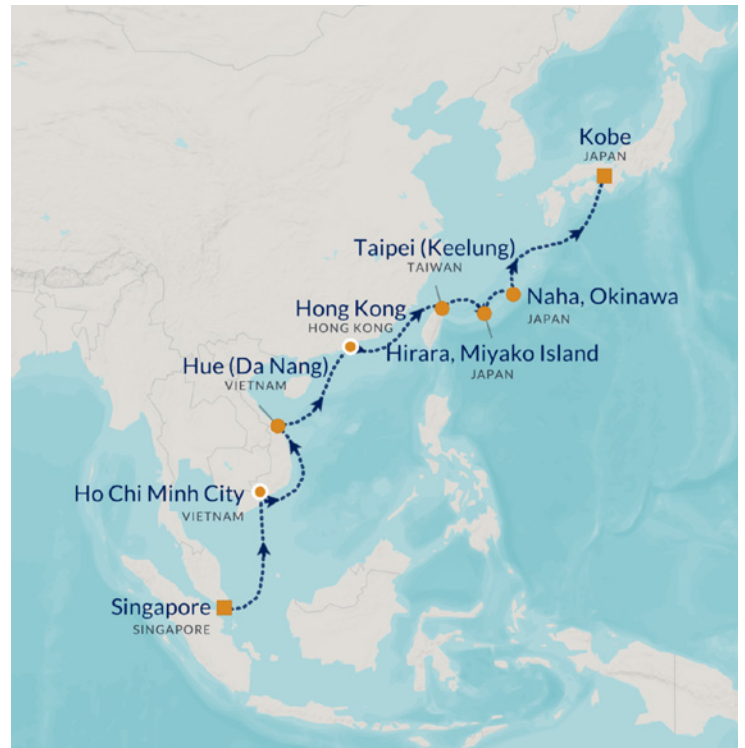 Kobe
JAPAN
Taipei (Keelung)
TAIWAN
Naha, Okinawa
JAPAN
Hong Kong
HONG KONG
Hirara, Miyako Island
JAPAN
Hue (Da Nang)
VIETNAM
Ho Chi Minh City
VIETNAM
Singapore
SINGAPORE